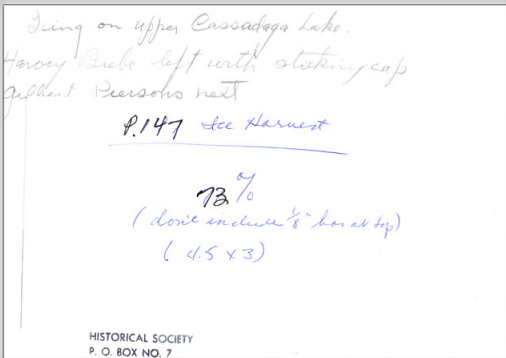 Icing on upper Cassadaga Lake.
Harvey Beebe left with stocking cap
Gilbert Piersons next
P.147 Ice Harvest
73%
(don't include 1/8" bar at top)
(4.5 x 3)
HISTORICAL SOCIETY
P. O. BOX NO. 7